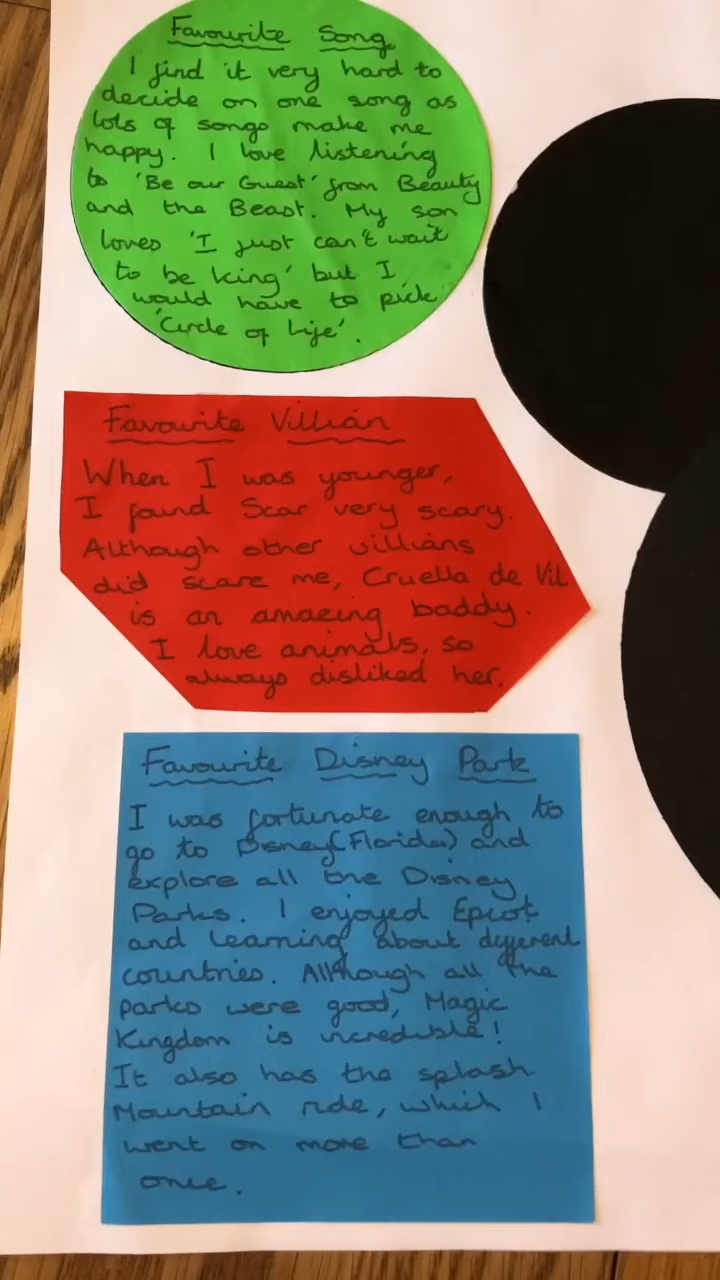 Favourite Song
I find it very hard to
decide on one song as
lots of songs make me
happy. I love listening
to 'Be our Guest' from Beauty
and the Beast. My son
loves 'I just can't wait
to be king' but I
would have to pick
'Circle of Life'.
Favourite Villian
When I was younger,
I found Scar very scary.
Although other villians
did scare me, Cruella de Vil
is an amazing baddy.
I love animals, so
always disliked her.
Favourite Disney Park
I was fortunate enough to
go to Disney(Florida) and
explore all the Disney
Parks. I enjoyed Epcot
and learning about different
countries. Although all the
parks were good, Magic
Kingdom is incredible!
It also has the splash
Mountain ride, which I
went on more than
once.